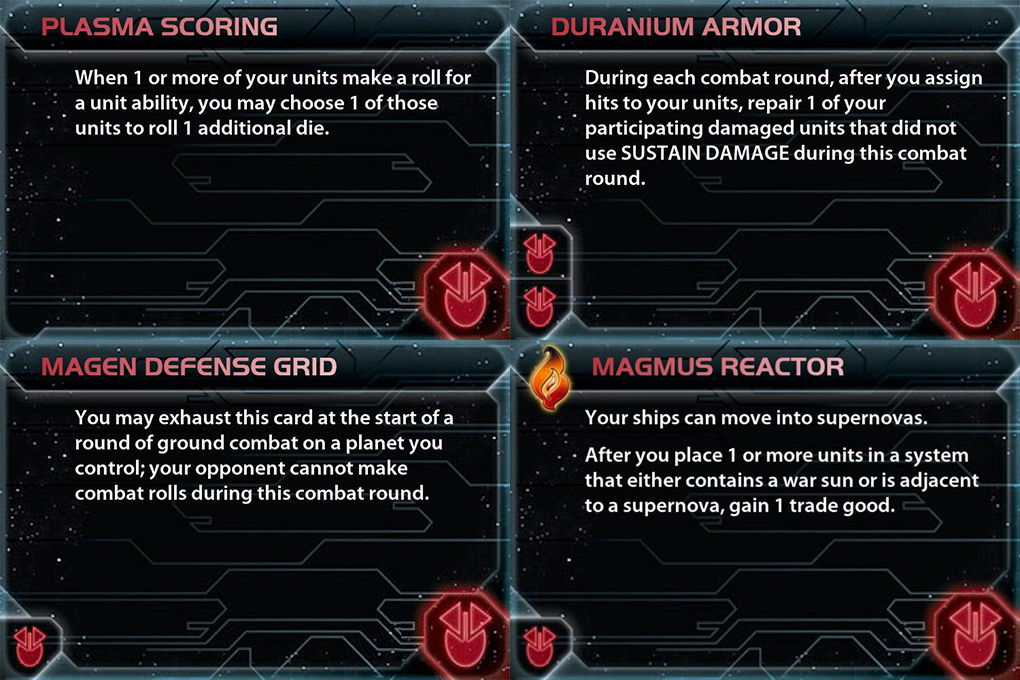 PLASMA SCORING
When 1 or more of your units make a roll for
a unit ability, you may choose 1 of those
units to roll 1 additional die.
DURANIUM ARMOR
During each combat round, after you assign
hits to your units, repair 1 of your
participating damaged units that did not
use SUSTAIN DAMAGE during this combat
round.
MAGEN DEFENSE GRID
You may exhaust this card at the start of a
round of ground combat on a planet you
control; your opponent cannot make
combat rolls during this combat round.
MAGMUS REACTOR
Your ships can move into supernovas.
After you place 1 or more units in a system
that either contains a war sun or is adjacent
to a supernova, gain 1 trade good.